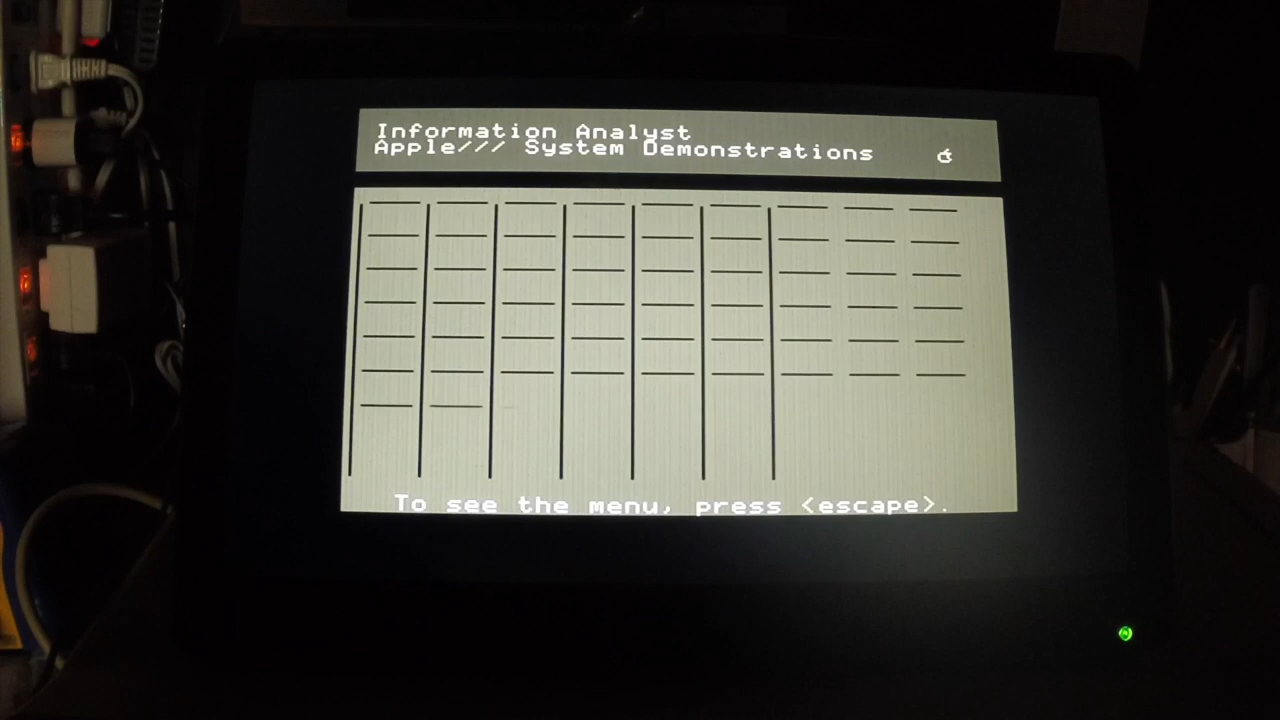 Information Analyst
Apple/// System Demonstrations
To see the menu, press <escape>.